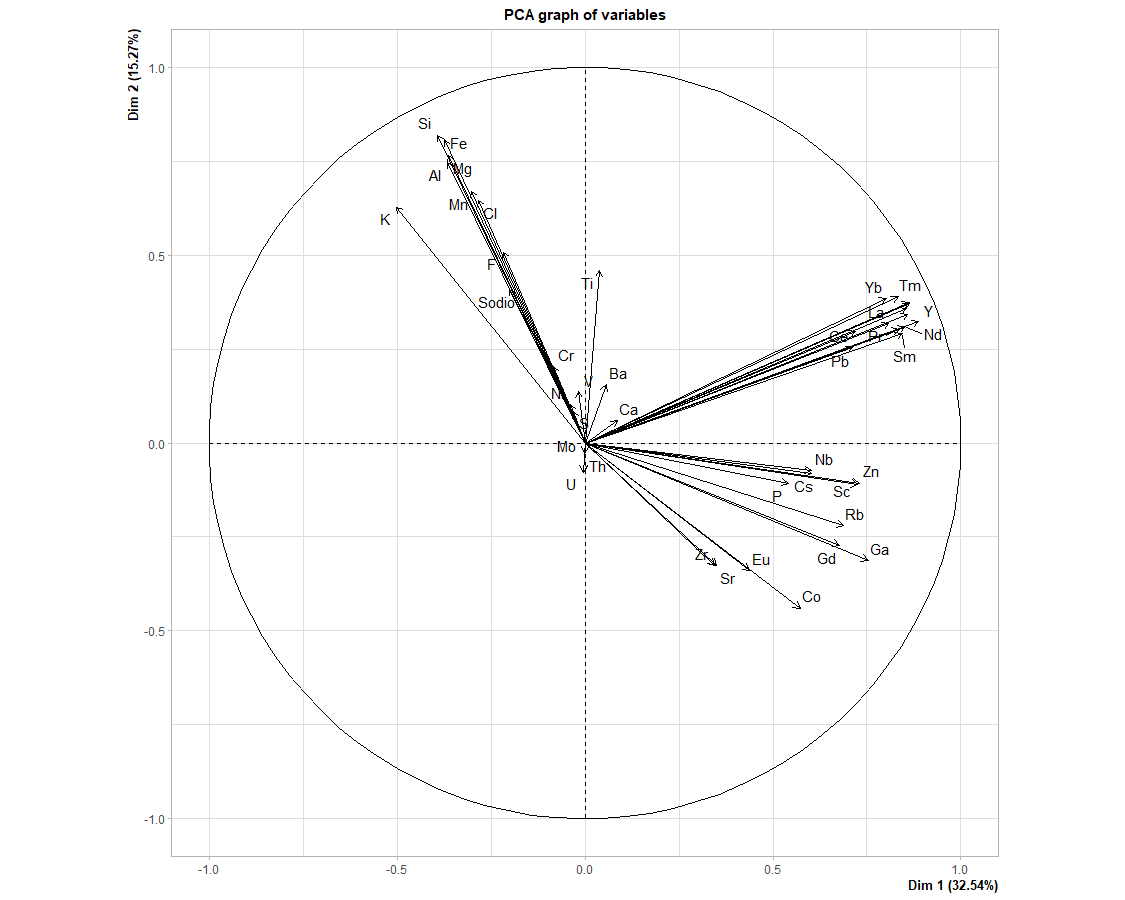 PCA graph of variables
Dim 2 (15.27%)
1.0
0.5
0.0
-0.5
-1.0
Si
Fe
Al
Mg
Mn
Cl
K
F
Sodio
Ti
Cr
V
Ba
Ca
Mo
Th
U
Yb
Tm
La
Y
Pr
Nd
Pb
Sm
Nb
Zn
Cs
Sc
P
Rb
Ga
Gd
Zr
Eu
Sr
Co
-1.0
-0.5
0.0
0.5
1.0
Dim 1 (32.54%)